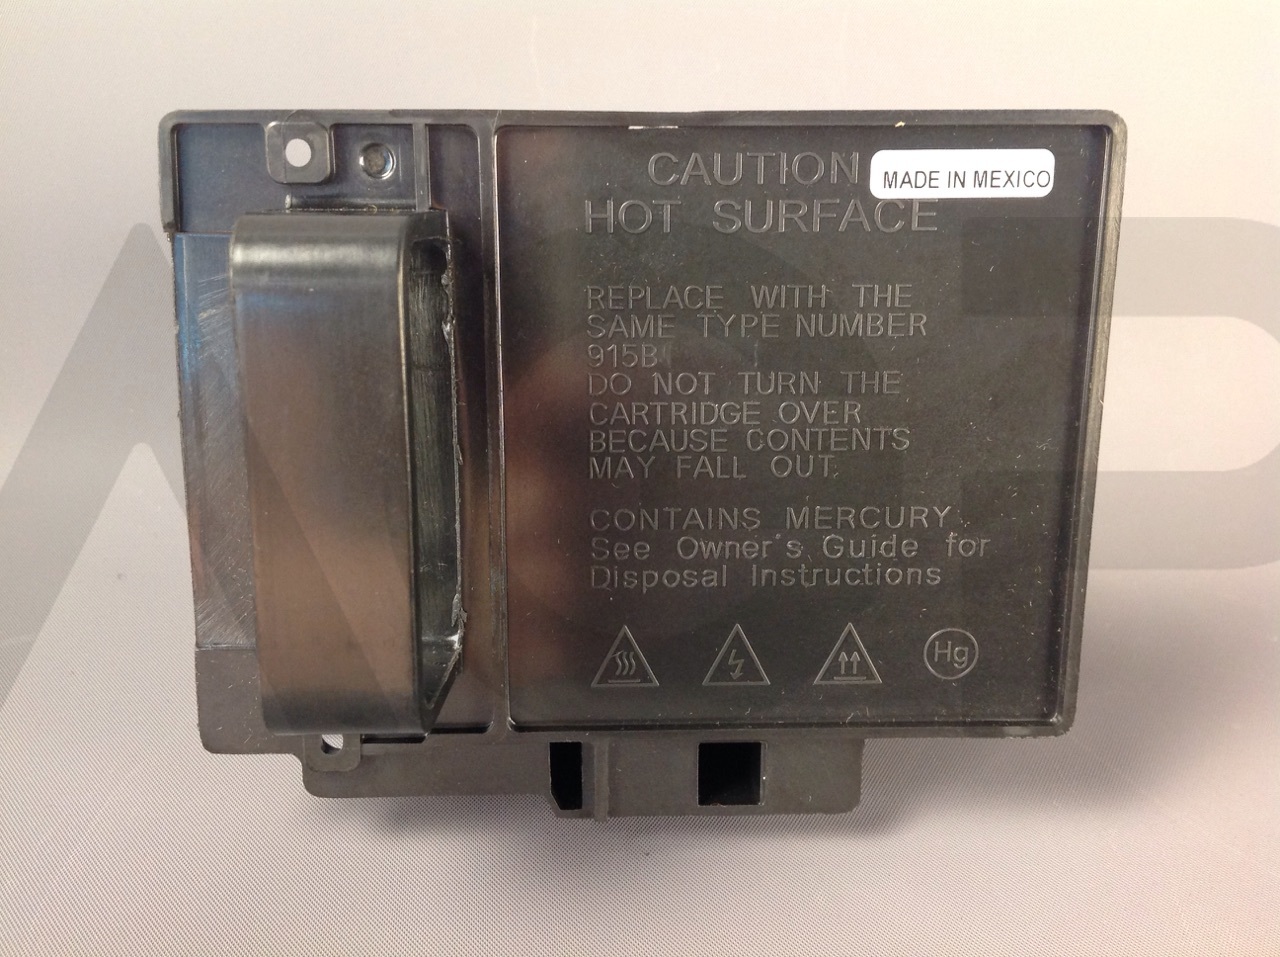 CAUTION
MADE IN MEXICO
HOT SURFACE
REPLACE WITH THE
SAME TYPE NUMBER
915B
DO NOT TURN THE
CARTRIDGE OVER
BECAUSE CONTENTS
MAY FALL OUT.
CONTAINS MERCURY
See Owner's Guide for
Disposal Instructions
Hg